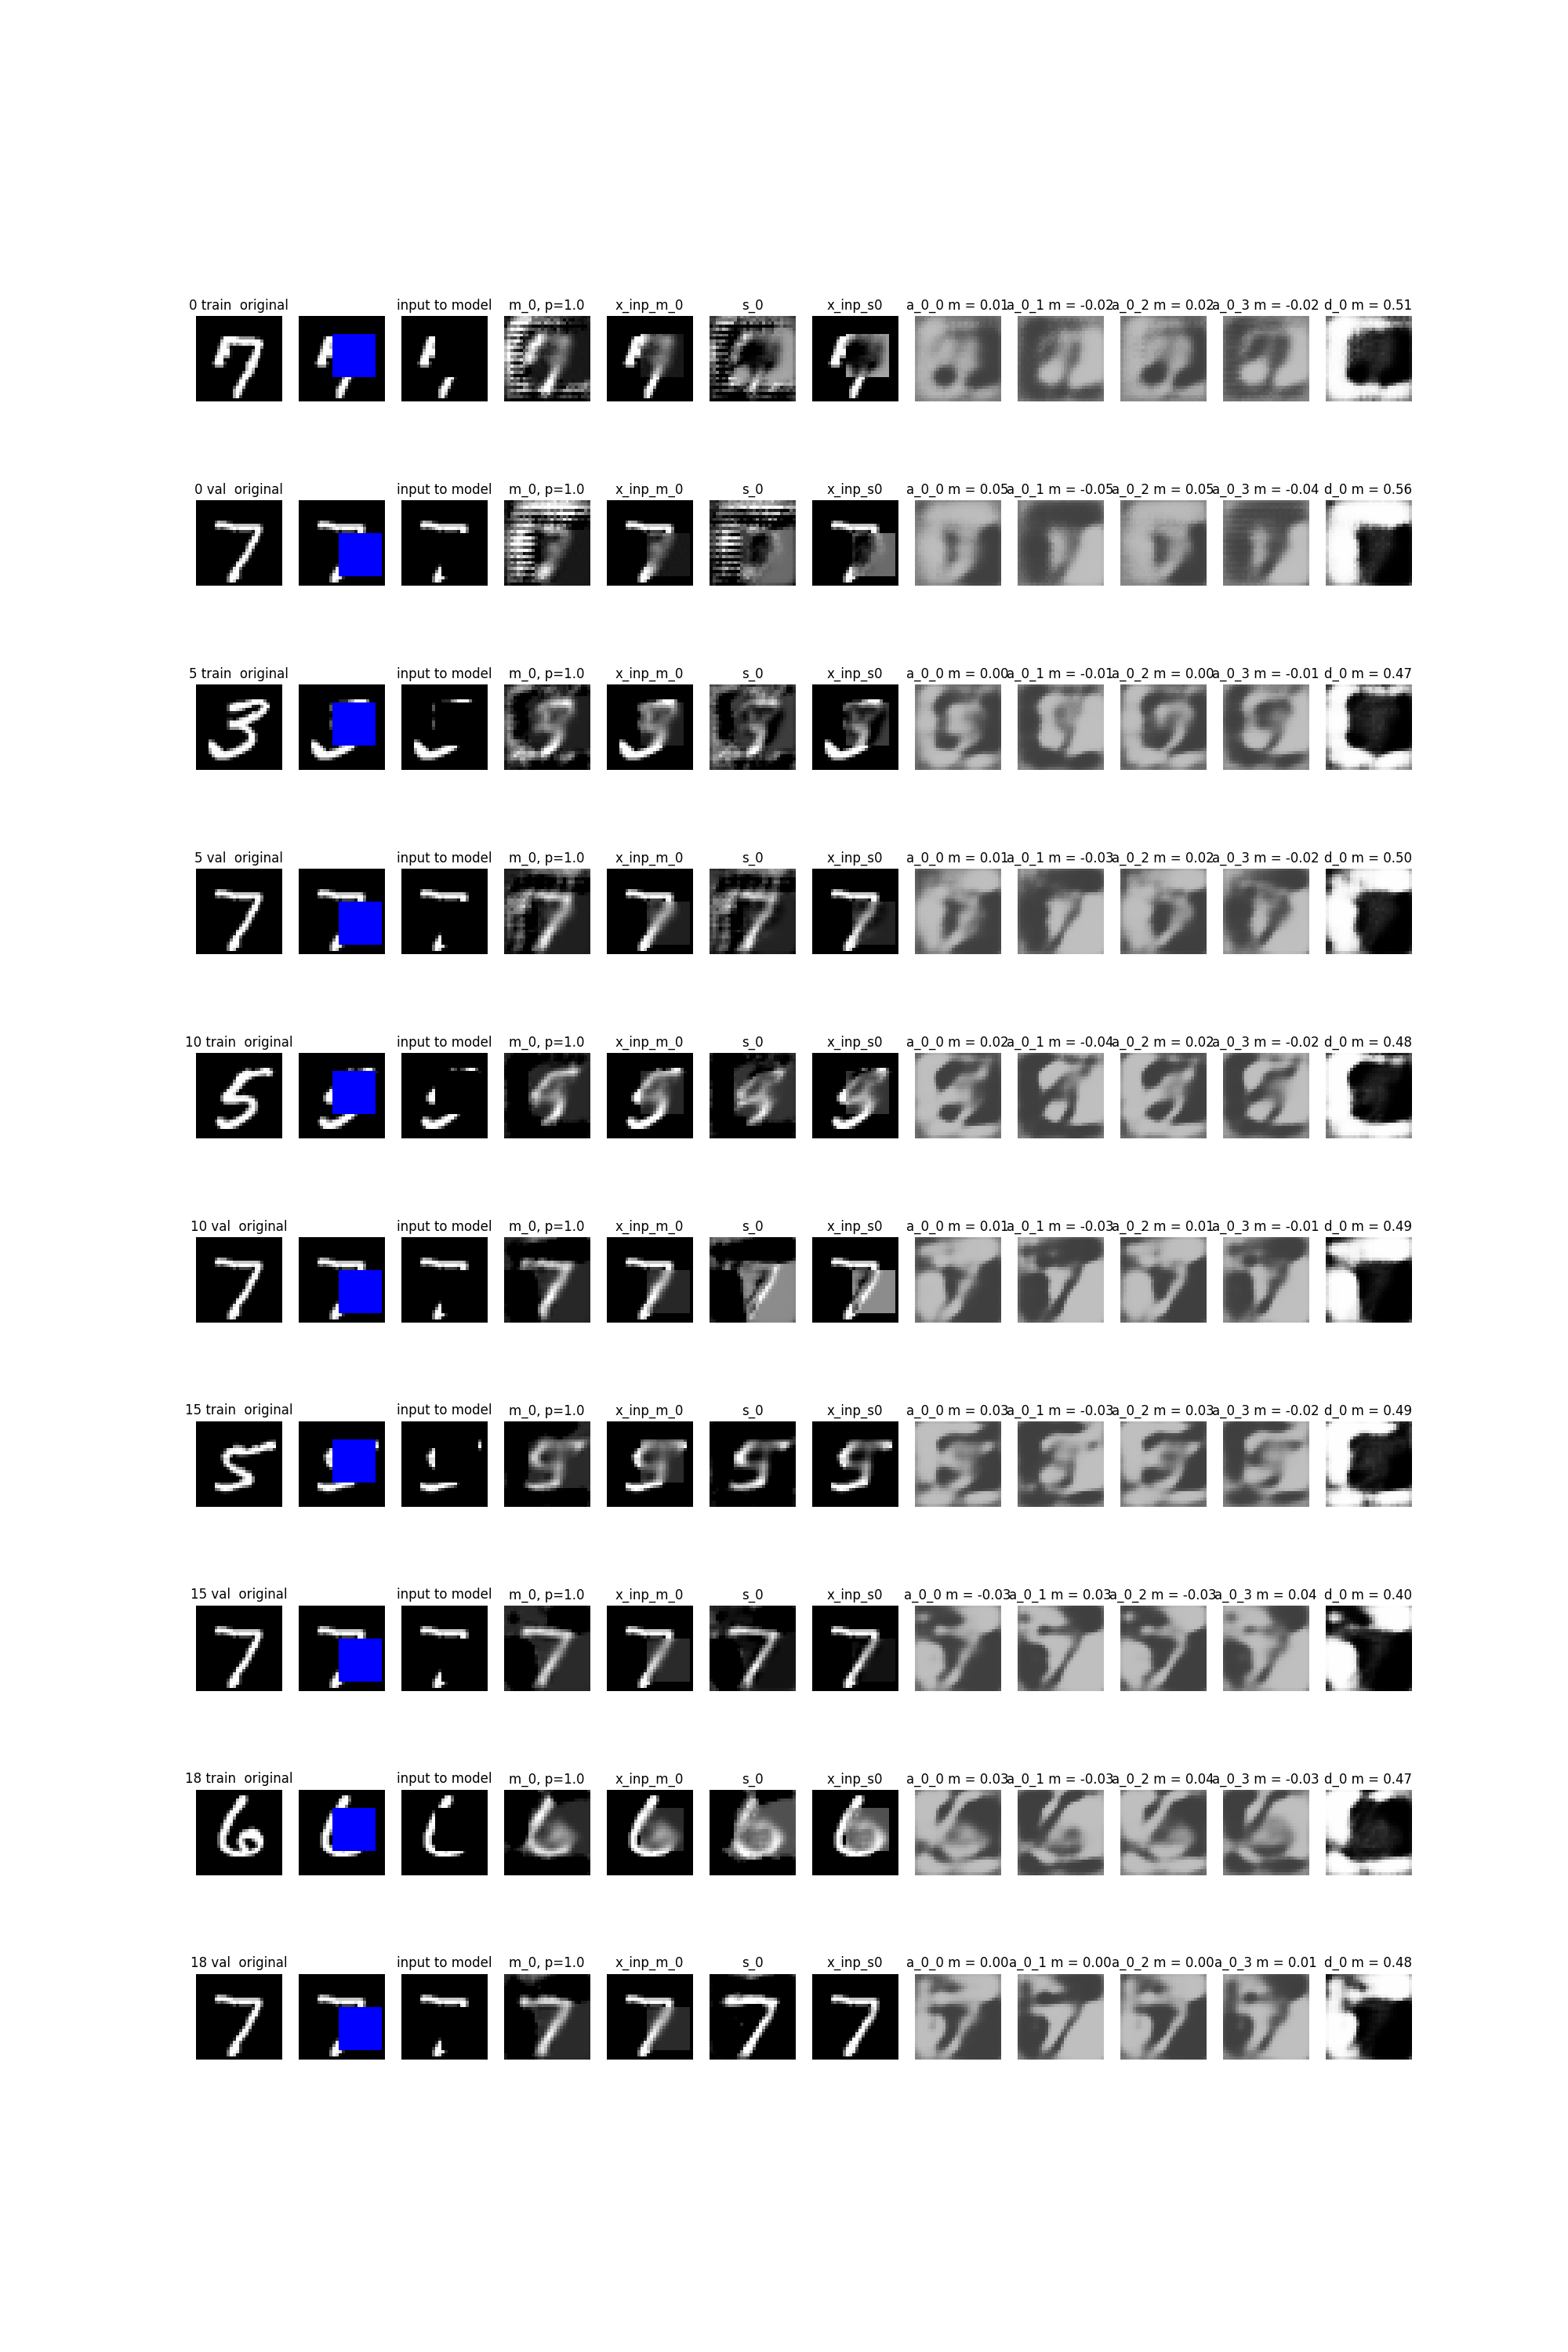 0 train  original input to model m_0, p=1.0 x_inp_m_0 s_0 x_inp_s0 a_0_0 m = 0.01 a_0_1 m = -0.02 a_0_2 m = 0.02 a_0_3 m = -0.02 d_0 m = 0.51
0 val  original input to model m_0, p=1.0 x_inp_m_0 s_0 x_inp_s0 a_0_0 m = 0.05 a_0_1 m = -0.05 a_0_2 m = 0.05 a_0_3 m = -0.04 d_0 m = 0.56
5 train  original input to model m_0, p=1.0 x_inp_m_0 s_0 x_inp_s0 a_0_0 m = 0.00 a_0_1 m = -0.01 a_0_2 m = 0.00 a_0_3 m = -0.01 d_0 m = 0.47
5 val  original input to model m_0, p=1.0 x_inp_m_0 s_0 x_inp_s0 a_0_0 m = 0.01 a_0_1 m = -0.03 a_0_2 m = 0.02 a_0_3 m = -0.02 d_0 m = 0.50
10 train  original input to model m_0, p=1.0 x_inp_m_0 s_0 x_inp_s0 a_0_0 m = 0.02 a_0_1 m = -0.04 a_0_2 m = 0.02 a_0_3 m = -0.02 d_0 m = 0.48
10 val  original input to model m_0, p=1.0 x_inp_m_0 s_0 x_inp_s0 a_0_0 m = 0.01 a_0_1 m = -0.03 a_0_2 m = 0.01 a_0_3 m = -0.01 d_0 m = 0.49
15 train  original input to model m_0, p=1.0 x_inp_m_0 s_0 x_inp_s0 a_0_0 m = 0.03 a_0_1 m = -0.03 a_0_2 m = 0.03 a_0_3 m = -0.02 d_0 m = 0.49
15 val  original input to model m_0, p=1.0 x_inp_m_0 s_0 x_inp_s0 a_0_0 m = -0.03 a_0_1 m = 0.03 a_0_2 m = -0.03 a_0_3 m = 0.04 d_0 m = 0.40
18 train  original input to model m_0, p=1.0 x_inp_m_0 s_0 x_inp_s0 a_0_0 m = 0.03 a_0_1 m = -0.03 a_0_2 m = 0.04 a_0_3 m = -0.03 d_0 m = 0.47
18 val  original input to model m_0, p=1.0 x_inp_m_0 s_0 x_inp_s0 a_0_0 m = 0.00 a_0_1 m = 0.00 a_0_2 m = 0.00 a_0_3 m = 0.01 d_0 m = 0.48